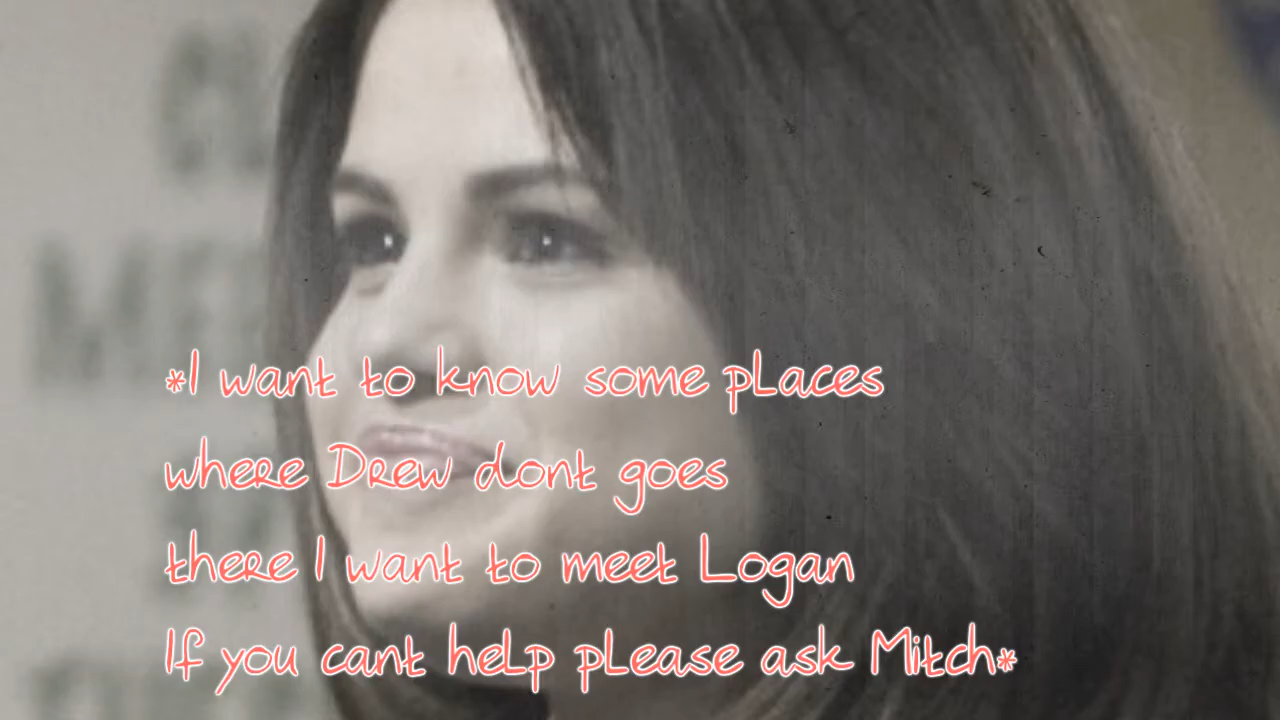 *I want to know some places
where Drew dont goes
there I want to meet Logan
If you cant help please ask Mitch*